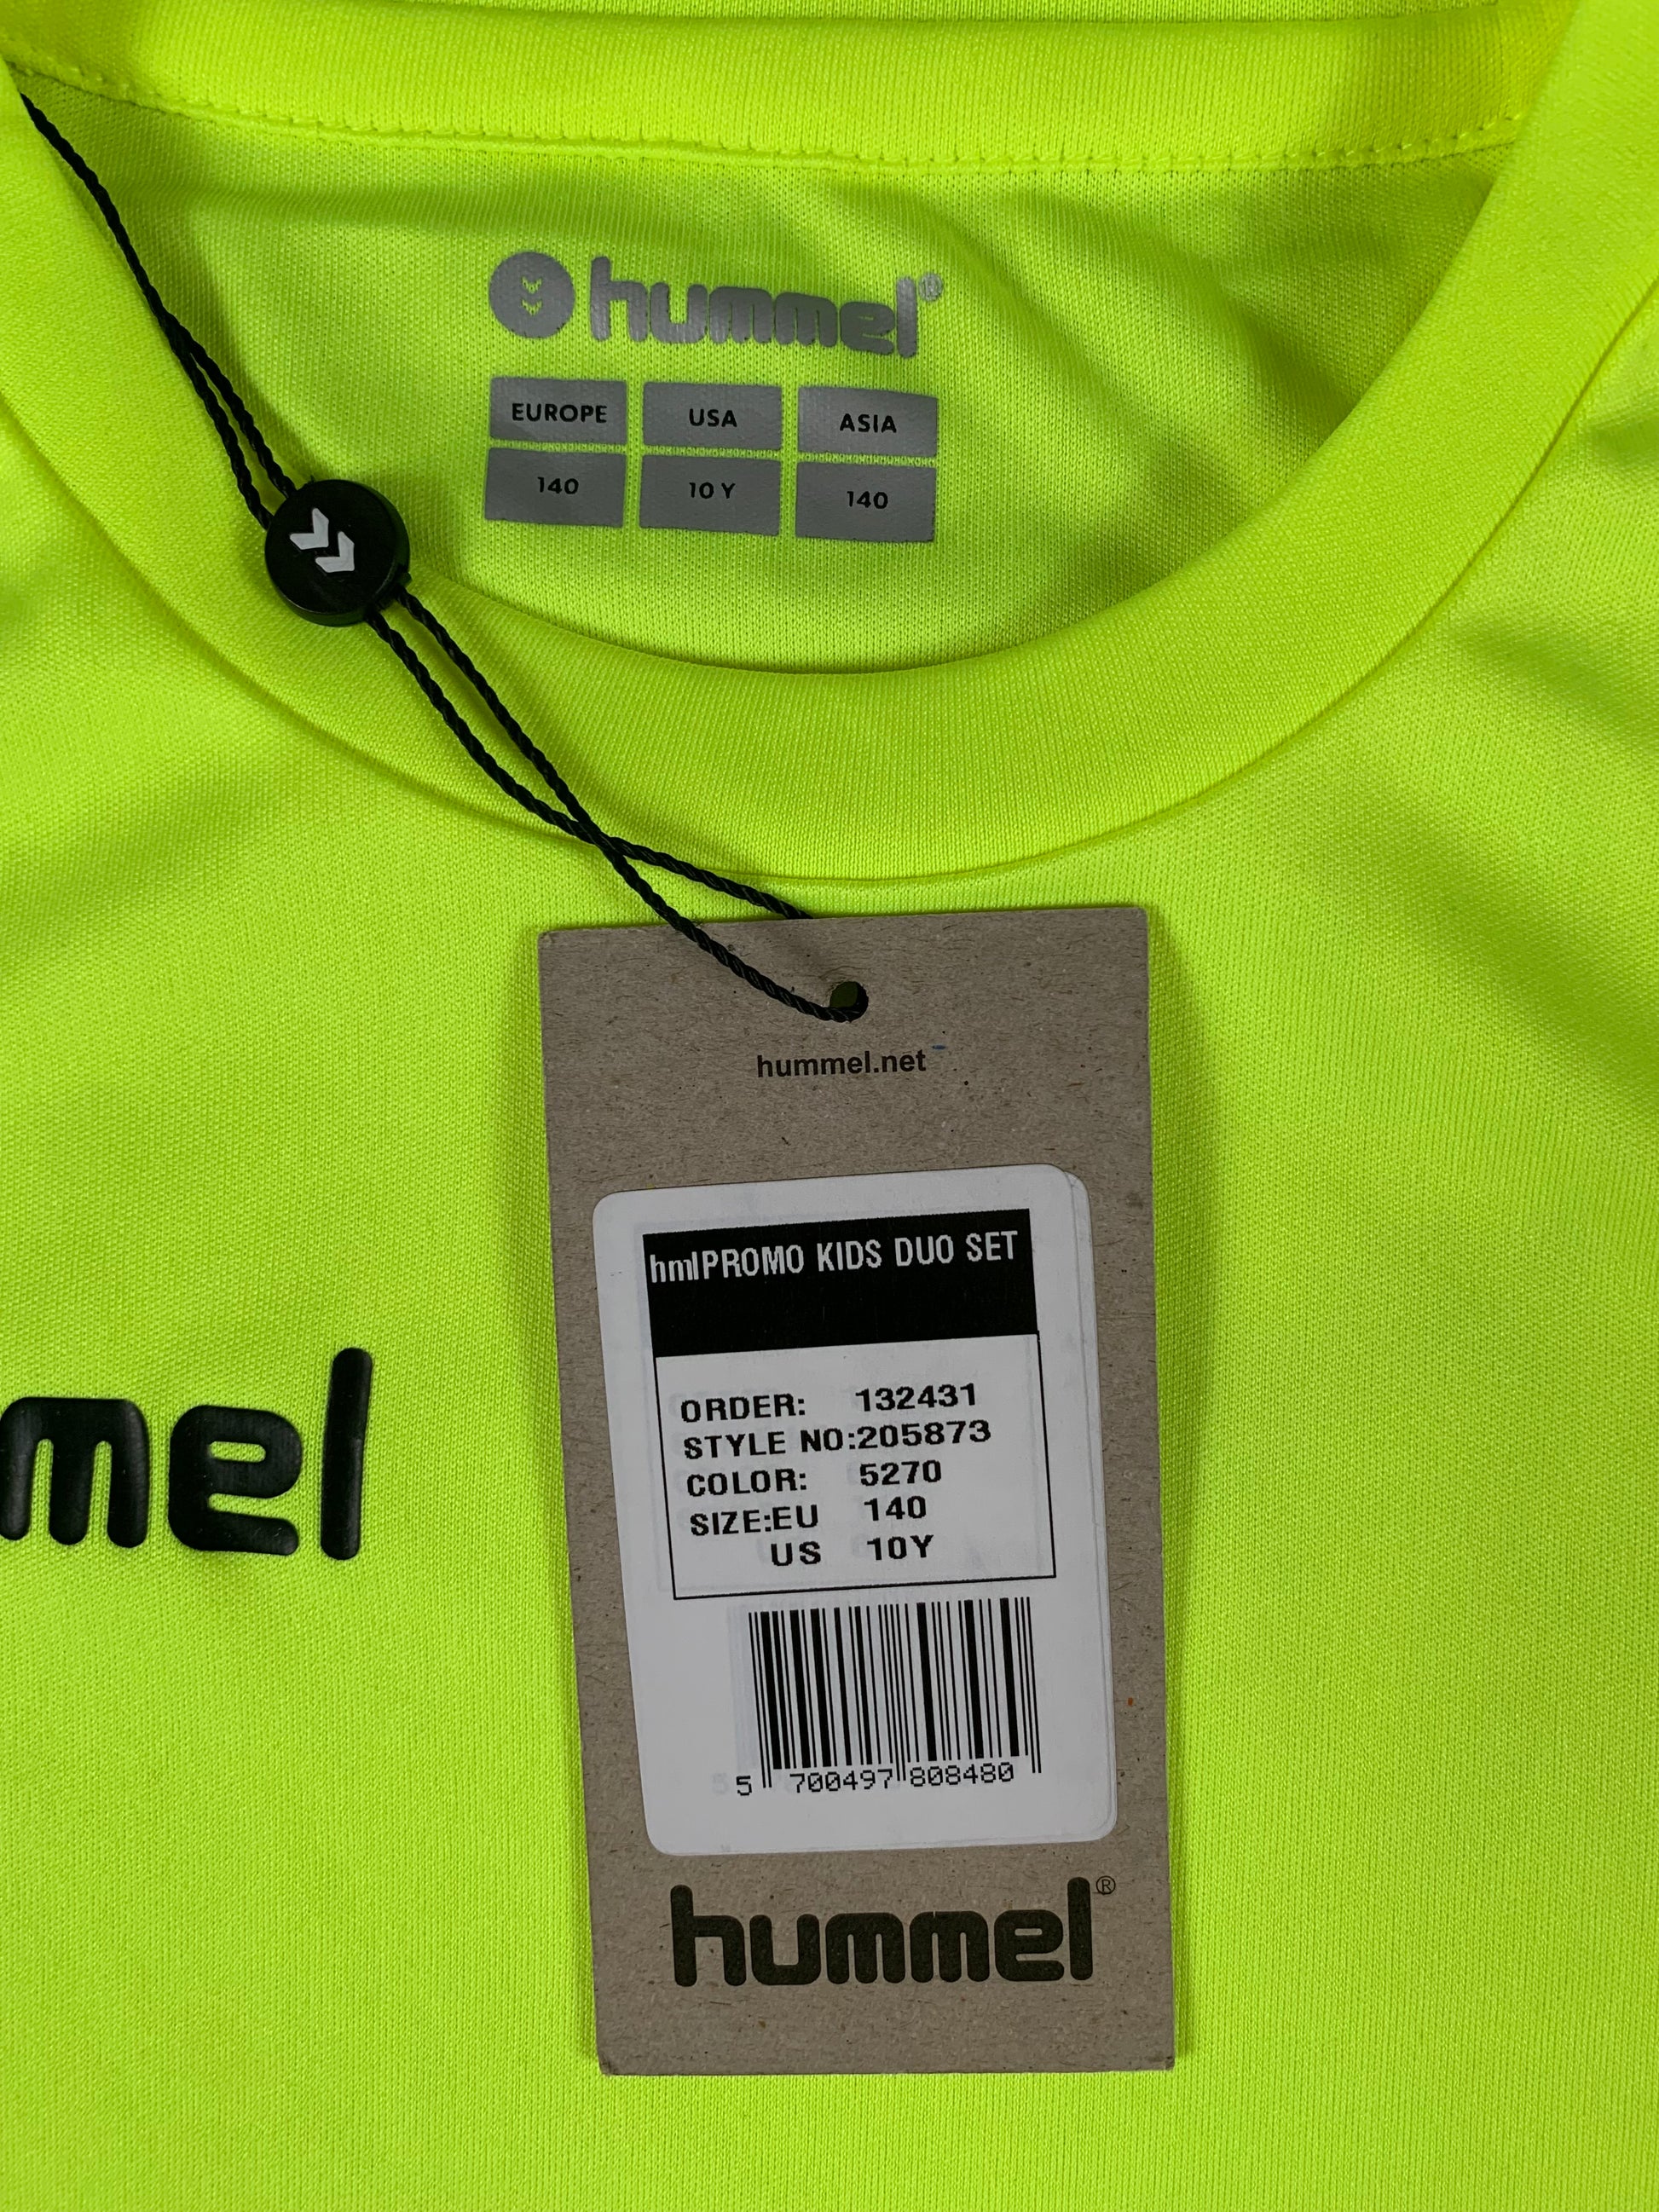 hummel®
EUROPE USA ASIA
140 10 Y 140
hummel.net
hmlPROMO KIDS DUO SET
ORDER: 132431
STYLE NO:205873
COLOR: 5270
SIZE:EU 140
US 10Y
5 700497 808480
mel
hummel®